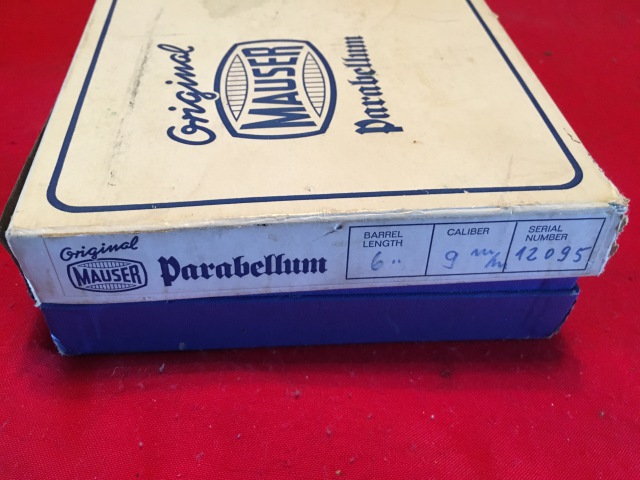 Original
MAUSER
Parabellum
Original
MAUSER
Parabellum
BARREL
LENGTH
6"
CALIBER
9 m/m
SERIAL
NUMBER
12095